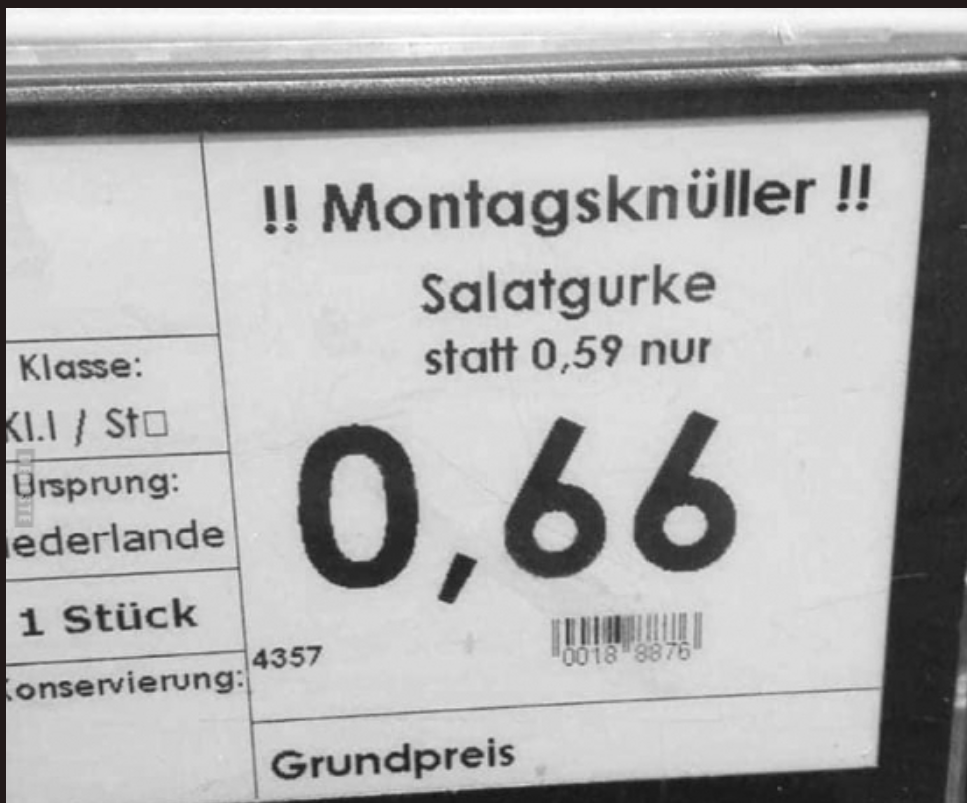 !! Montagsknüller !!
Salatgurke
statt 0,59 nur
0,66
Klasse:
Kl.I / St□
Ursprung:
iederlande
1 Stück
Konservierung:
4357
0018 8876
Grundpreis